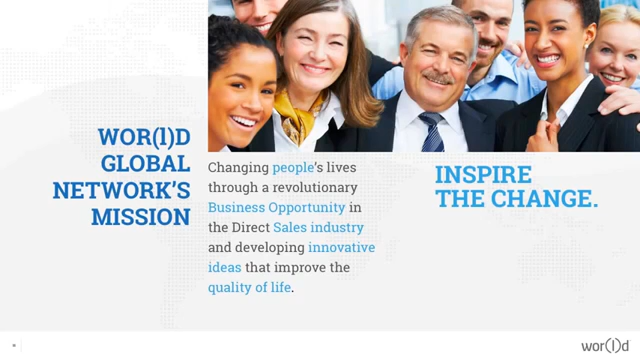 WOR(l)D
GLOBAL
NETWORK'S
MISSION
Changing people's lives
through a revolutionary
Business Opportunity in
the Direct Sales industry
and developing innovative
ideas that improve the
quality of life.
INSPIRE
THE CHANGE.
wor(l)d